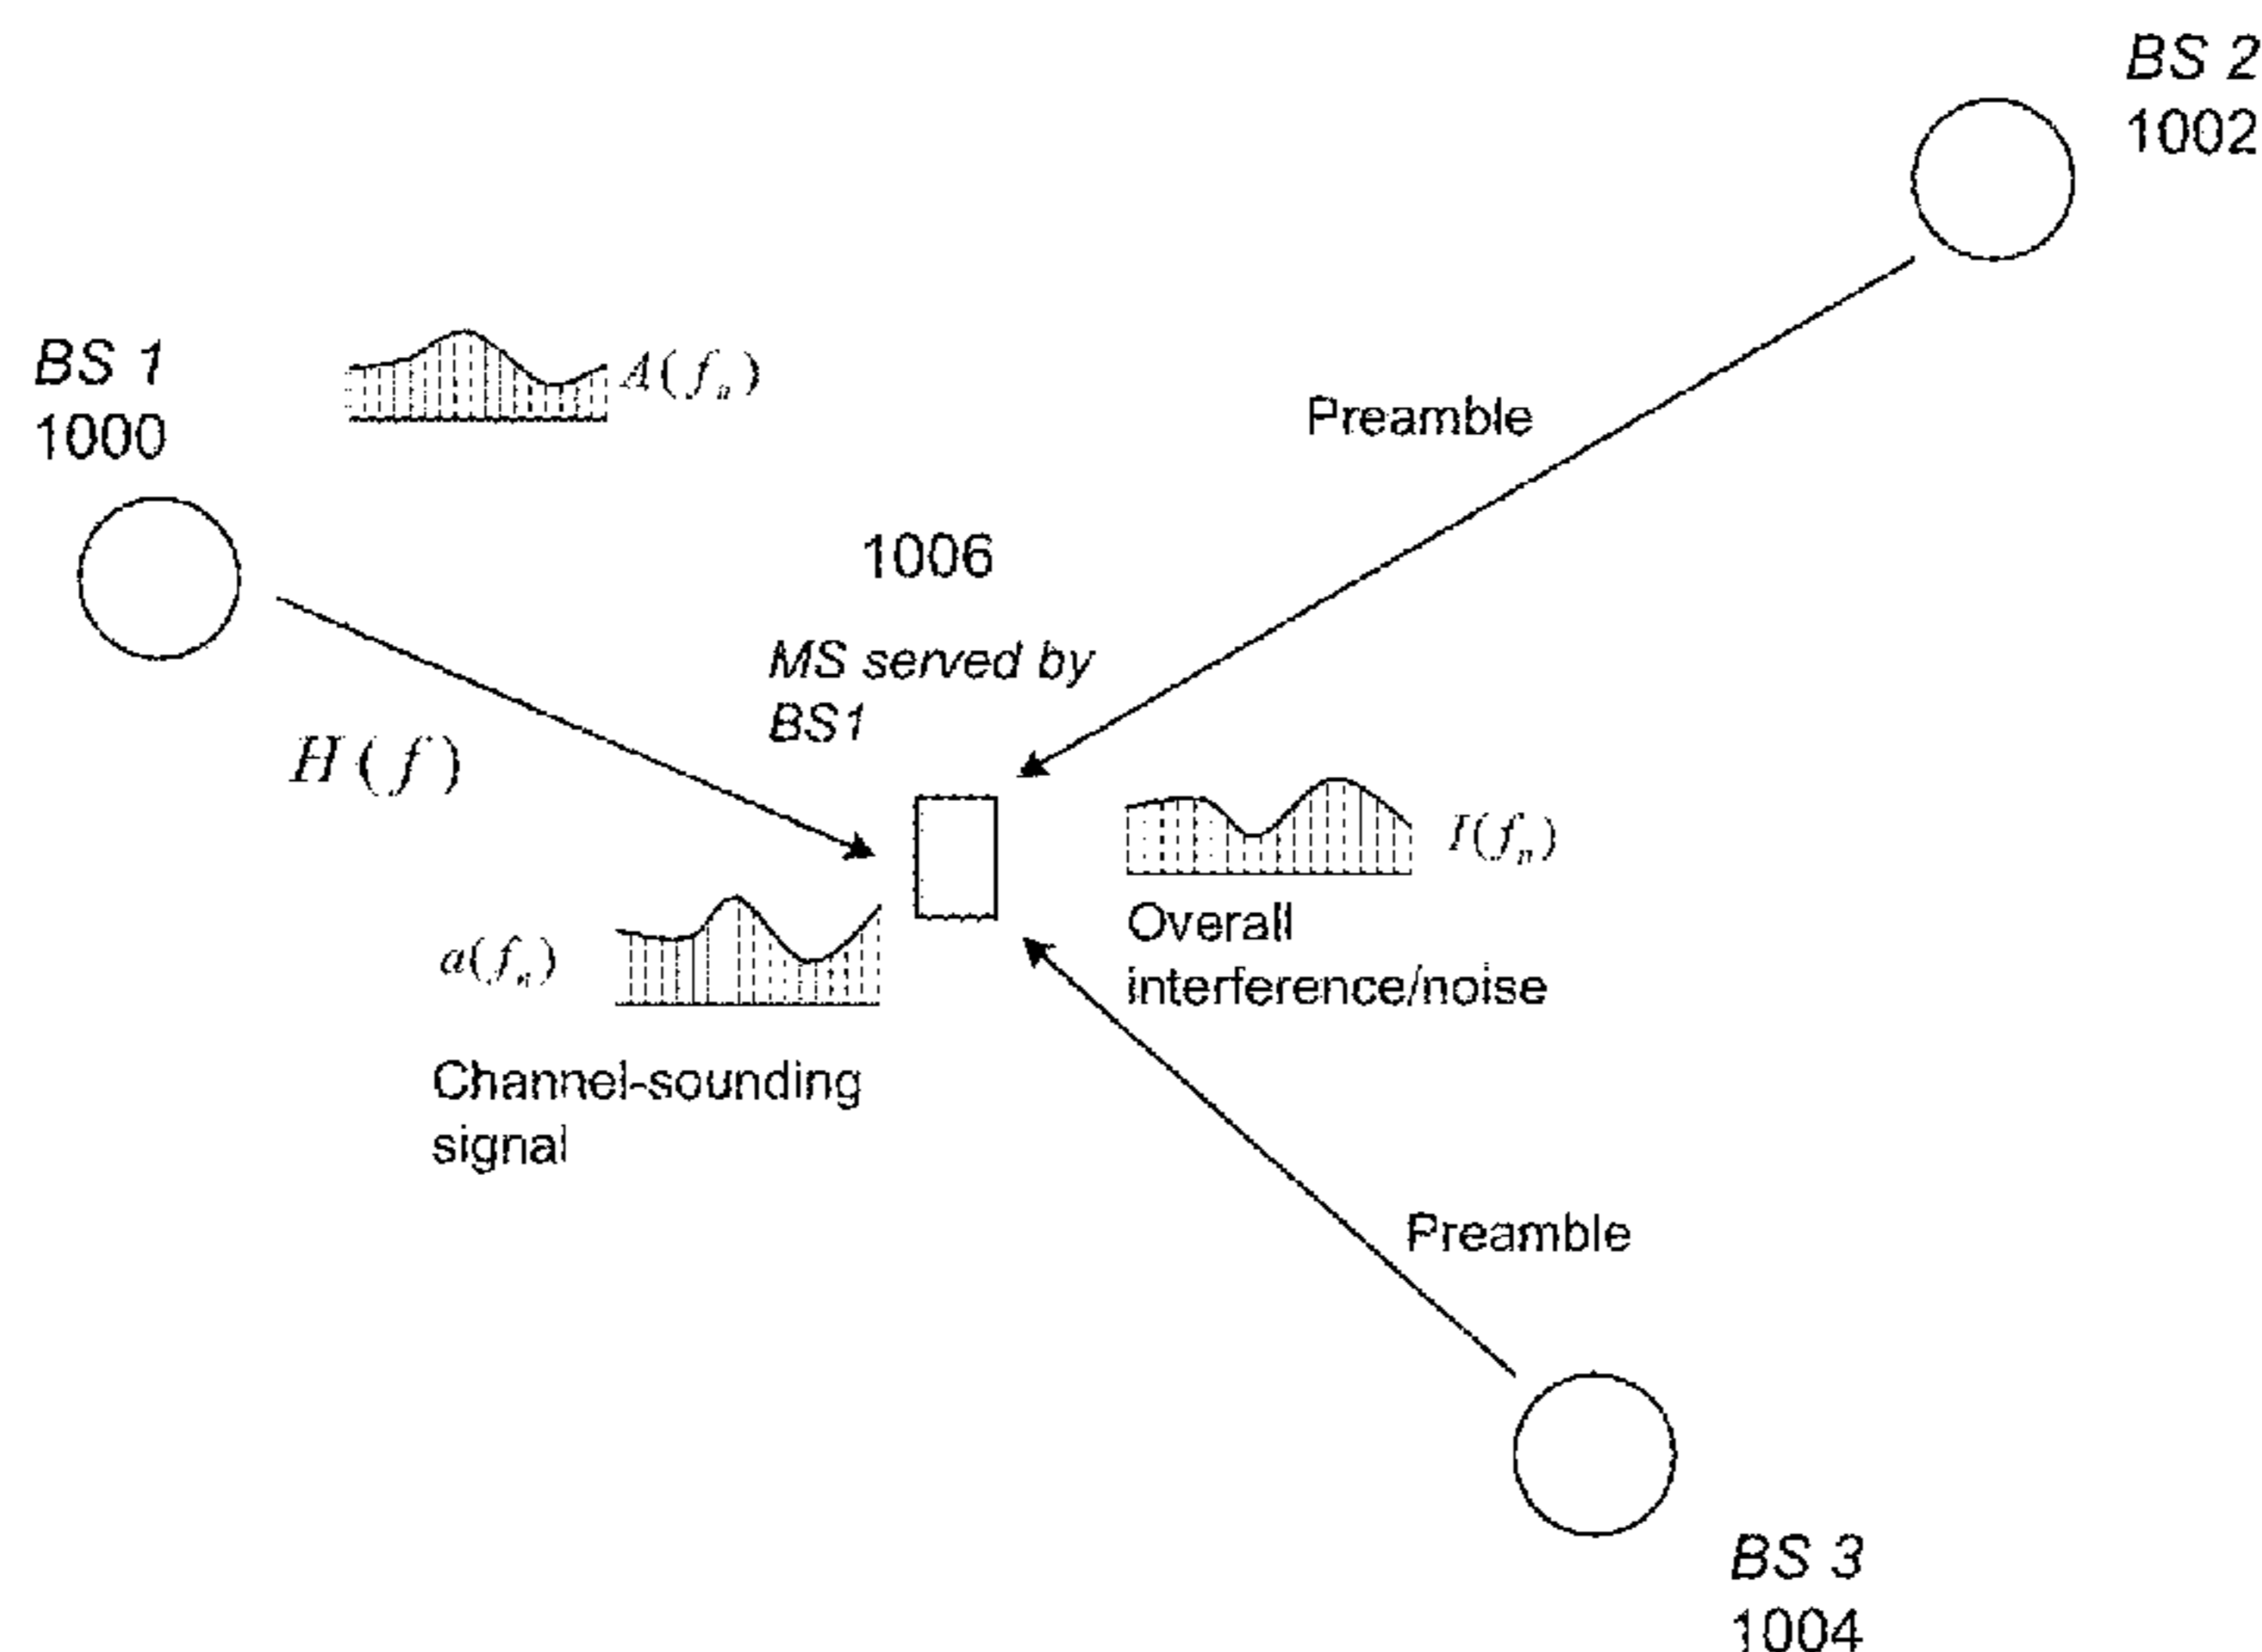 BS 2
1002
BS 1
1000
A(fₙ)
Preamble
1006
MS served by
BS1
H(f)
I(fₙ)
Overall
interference/noise
a(fₙ)
Channel-sounding
signal
Preamble
BS 3
1004